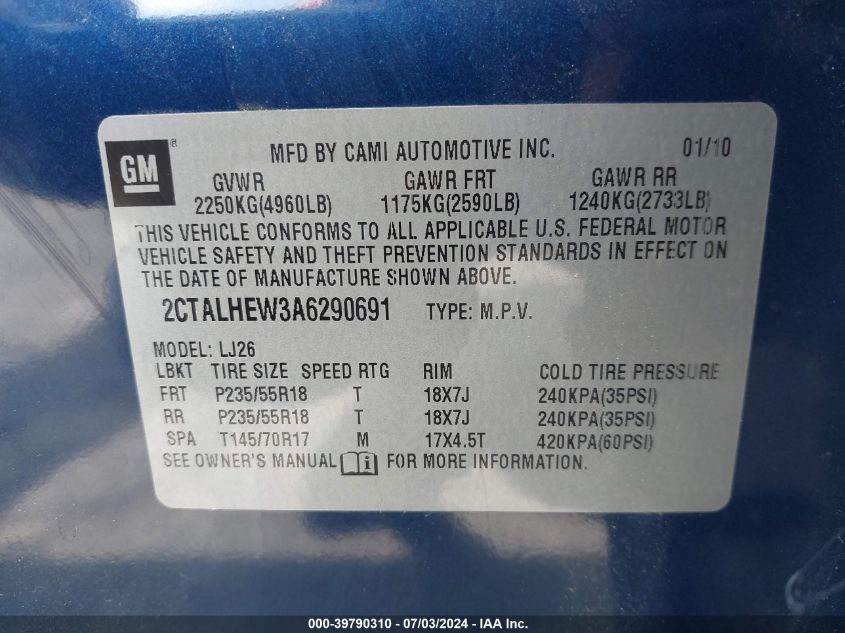 GM ® MFD BY CAMI AUTOMOTIVE INC. 01/10
GVWR GAWR FRT GAWR RR
2250KG(4960LB) 1175KG(2590LB) 1240KG(2733LB)
THIS VEHICLE CONFORMS TO ALL APPLICABLE U.S. FEDERAL MOTOR
VEHICLE SAFETY AND THEFT PREVENTION STANDARDS IN EFFECT ON
THE DATE OF MANUFACTURE SHOWN ABOVE.
2CTALHEW3A6290691 TYPE: M.P.V.
MODEL: LJ26
LBKT TIRE SIZE SPEED RTG RIM COLD TIRE PRESSURE
FRT P235/55R18 T 18X7J 240KPA(35PSI)
RR P235/55R18 T 18X7J 240KPA(35PSI)
SPA T145/70R17 M 17X4.5T 420KPA(60PSI)
SEE OWNER'S MANUAL i FOR MORE INFORMATION.
000-39790310 - 07/03/2024 - IAA Inc.